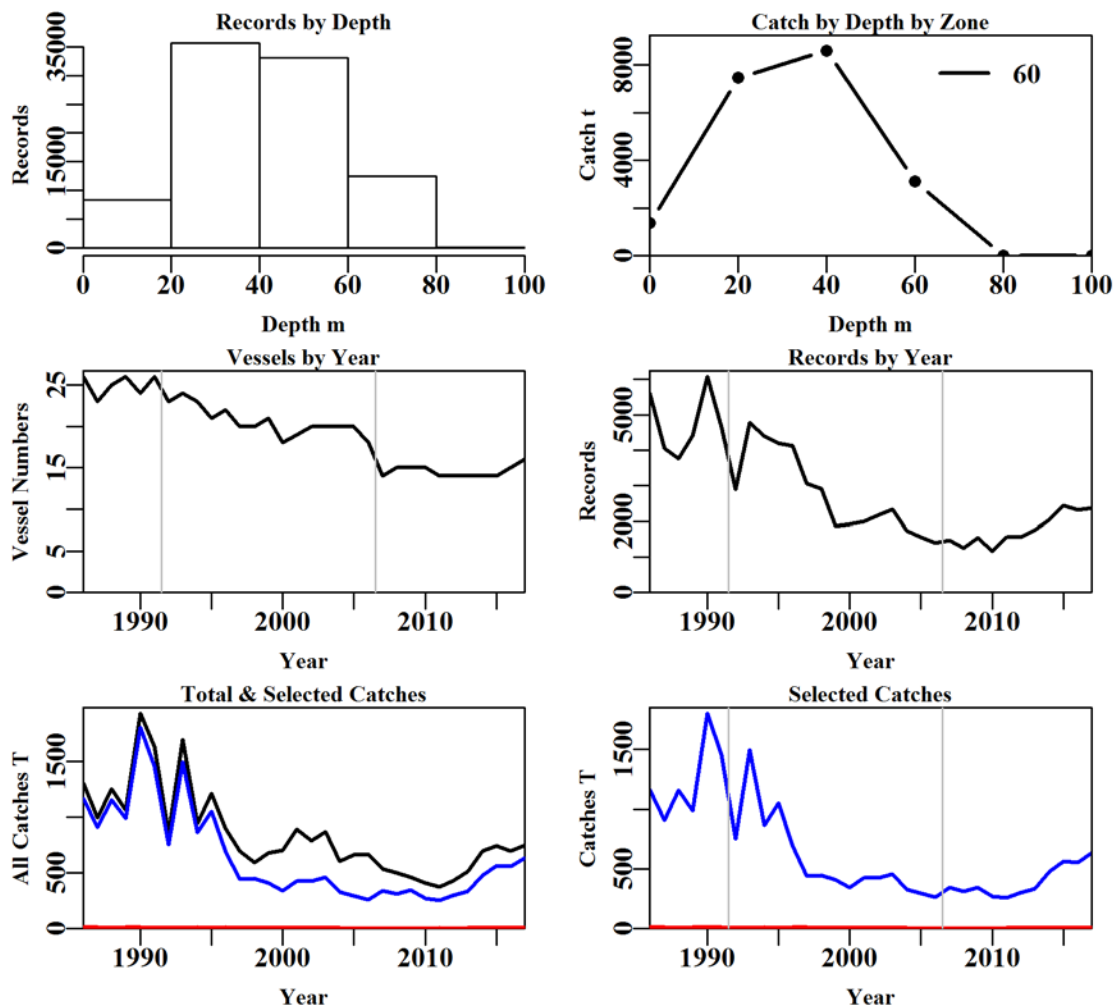 Records by Depth
Records
0 15000 35000
0 20 40 60 80 100
Depth m
Catch by Depth by Zone
Catch t
0 4000 8000
60
0 20 40 60 80 100
Depth m
Vessels by Year
Vessel Numbers
0 5 15 25
1990 2000 2010
Year
Records by Year
Records
0 2000 5000
1990 2000 2010
Year
Total & Selected Catches
All Catches T
0 500 1500
1990 2000 2010
Year
Selected Catches
Catches T
0 500 1500
1990 2000 2010
Year